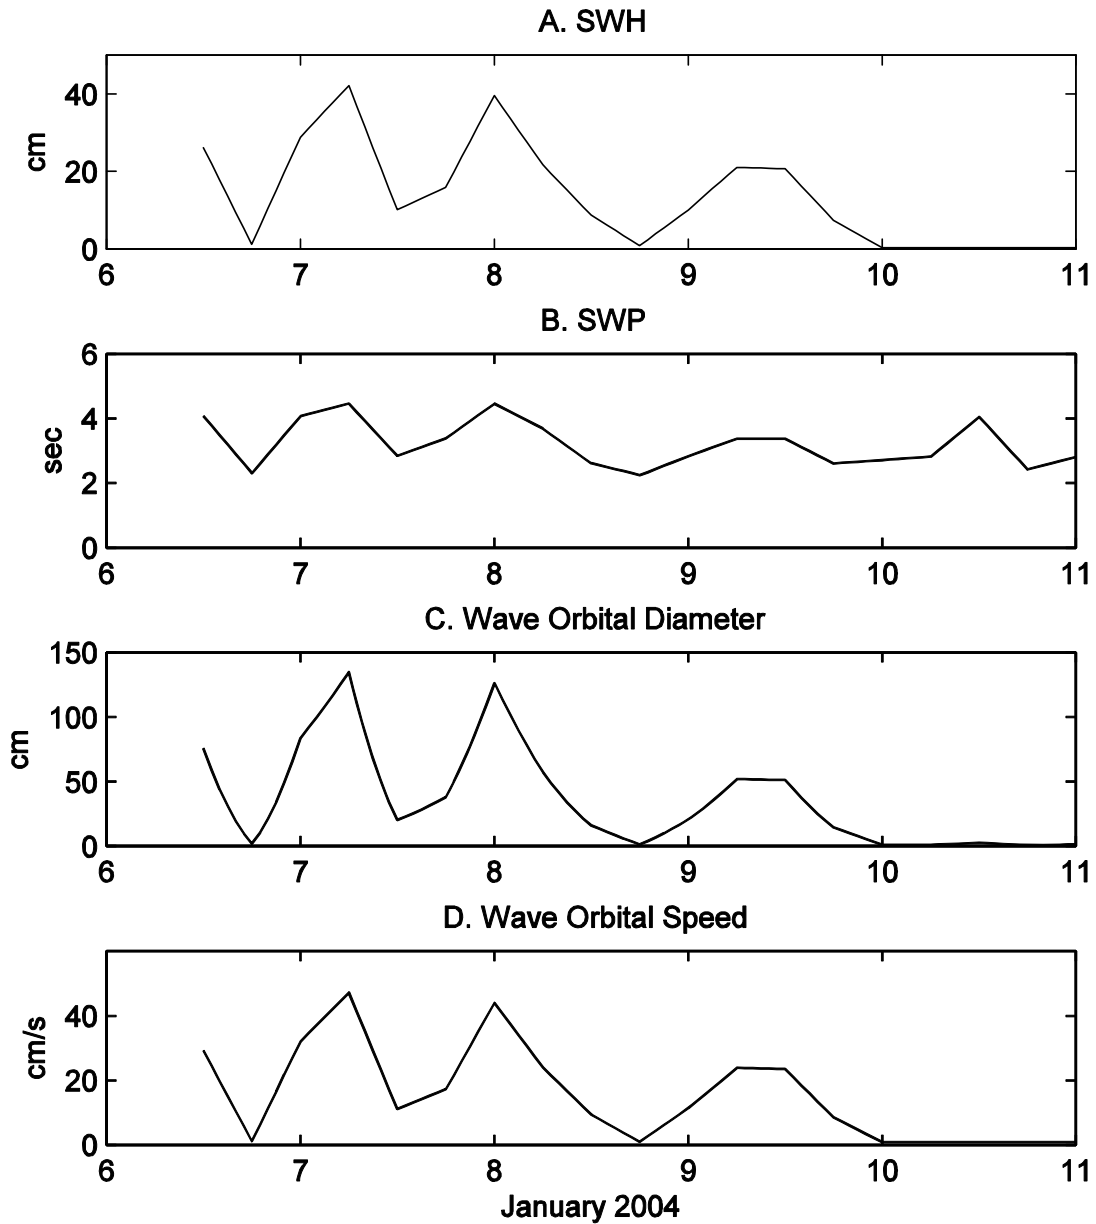 A. SWH
40
20
0
cm
6 7 8 9 10 11
B. SWP
6
4
2
0
sec
6 7 8 9 10 11
C. Wave Orbital Diameter
150
100
50
0
cm
6 7 8 9 10 11
D. Wave Orbital Speed
40
20
0
cm/s
6 7 8 9 10 11
January 2004